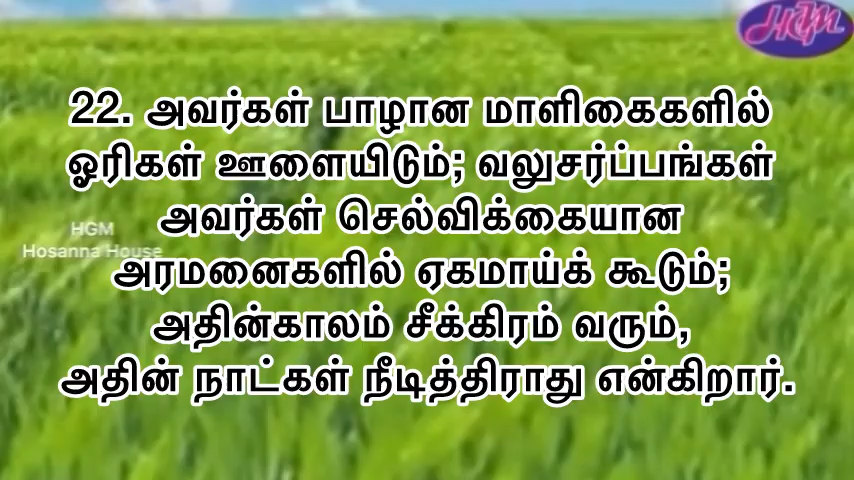 HGM
22. அவர்கள் பாழான மாளிகைகளில்
ஓரிகள் ஊளையிடும்; வலுசர்ப்பங்கள்
அவர்கள் செல்விக்கையான
HGM
Hosanna House
அரமனைகளில் ஏகமாய்க் கூடும்;
அதின்காலம் சீக்கிரம் வரும்,
அதின் நாட்கள் நீடித்திராது என்கிறார்.